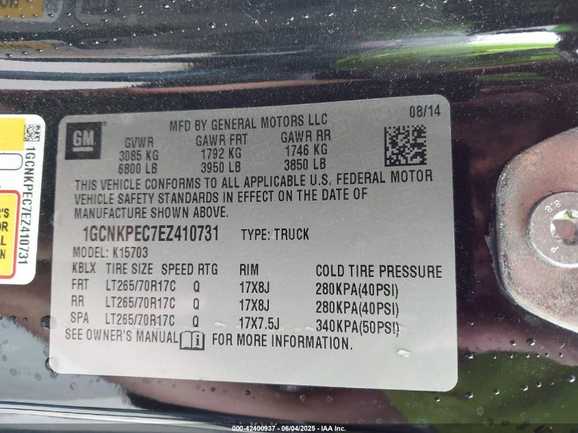 MFD BY GENERAL MOTORS LLC 08/14
GM
GVWR GAWR FRT GAWR RR
3085 KG 1792 KG 1746 KG
6800 LB 3950 LB 3850 LB
THIS VEHICLE CONFORMS TO ALL APPLICABLE U.S. FEDERAL MOTOR
VEHICLE SAFETY STANDARDS IN EFFECT ON THE DATE OF
MANUFACTURE SHOWN ABOVE.
1GCNKPEC7EZ410731 TYPE: TRUCK
MODEL: K15703
KBLX TIRE SIZE SPEED RTG RIM COLD TIRE PRESSURE
FRT LT265/70R17C Q 17X8J 280KPA(40PSI)
RR LT265/70R17C Q 17X8J 280KPA(40PSI)
SPA LT265/70R17C Q 17X7.5J 340KPA(50PSI)
SEE OWNER'S MANUAL FOR MORE INFORMATION.
1GCNKPEC7EZ410731
000-42400937 - 06/04/2025 - IAA Inc.